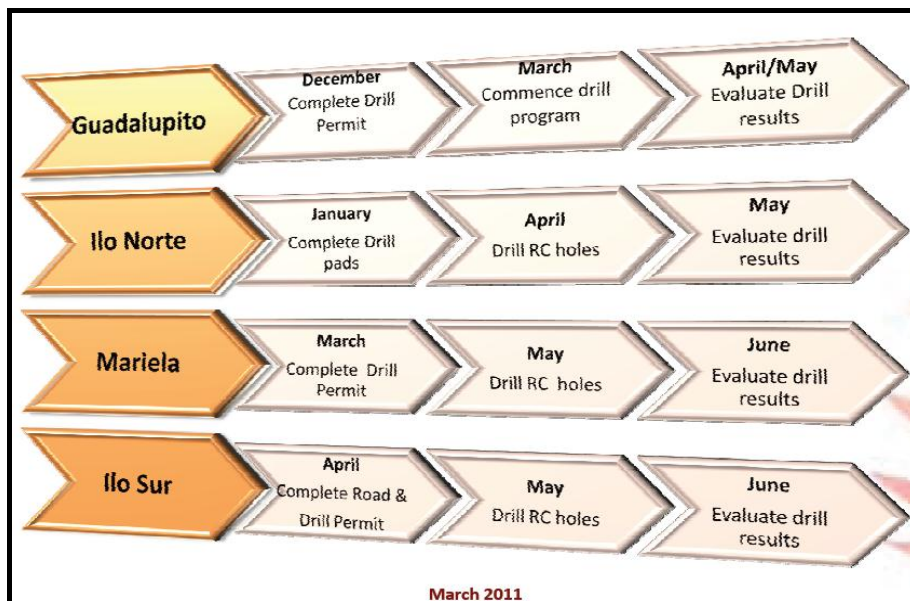 Guadalupito
December
Complete Drill
Permit
March
Commence drill
program
April/May
Evaluate Drill
results
Ilo Norte
January
Complete Drill
pads
April
Drill RC holes
May
Evaluate drill
results
Mariela
March
Complete Drill
Permit
May
Drill RC holes
June
Evaluate drill
results
Ilo Sur
April
Complete Road &
Drill Permit
May
Drill RC holes
June
Evaluate drill
results
March 2011